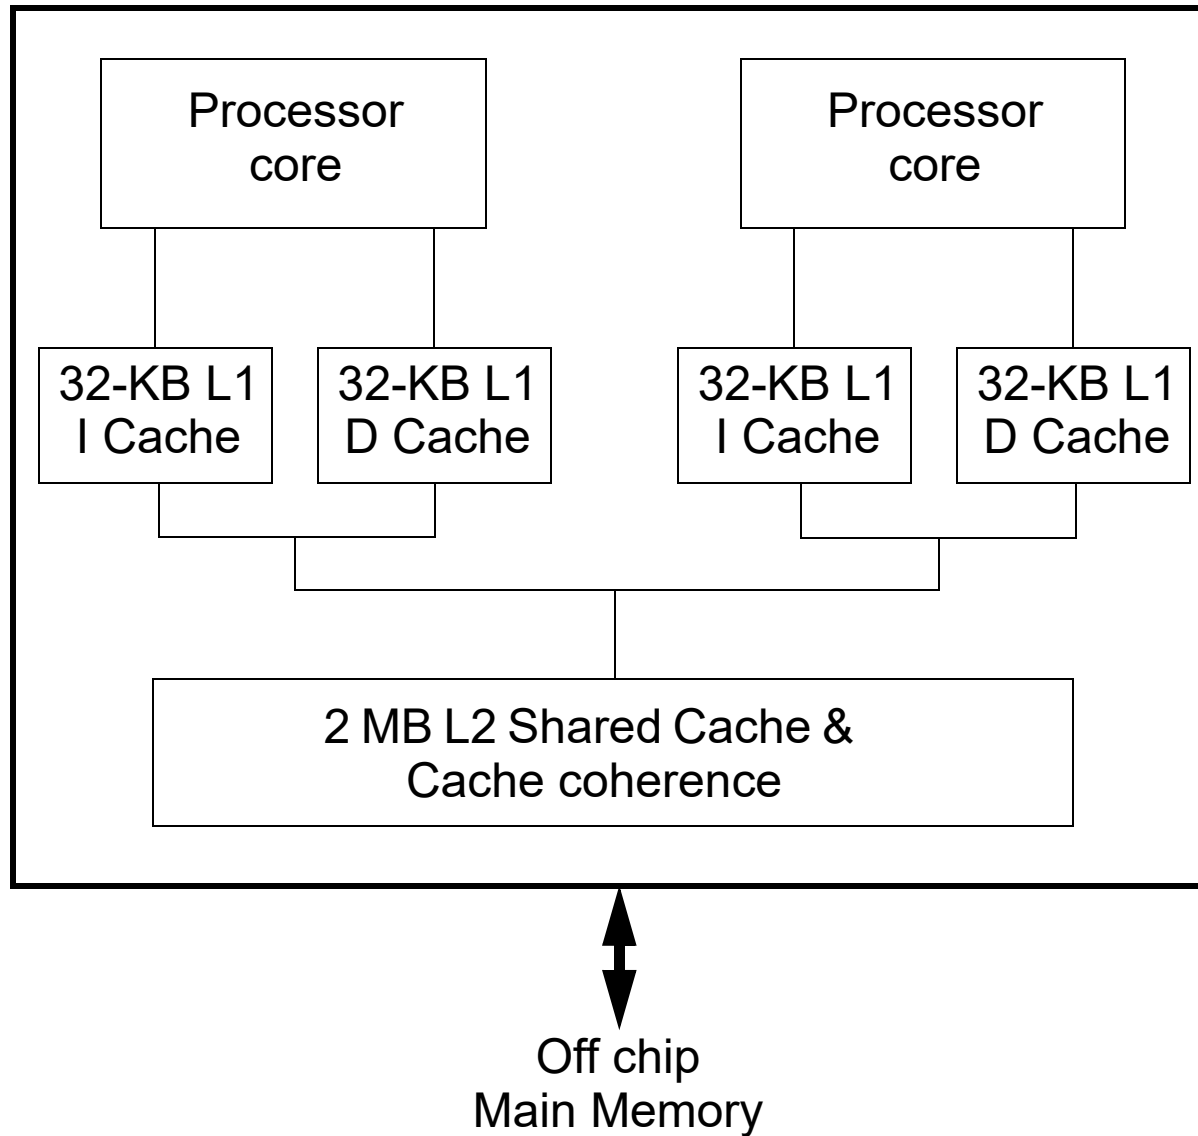 Processor
core
Processor
core
32-KB L1
I Cache
32-KB L1
D Cache
32-KB L1
I Cache
32-KB L1
D Cache
2 MB L2 Shared Cache &
Cache coherence
Off chip
Main Memory